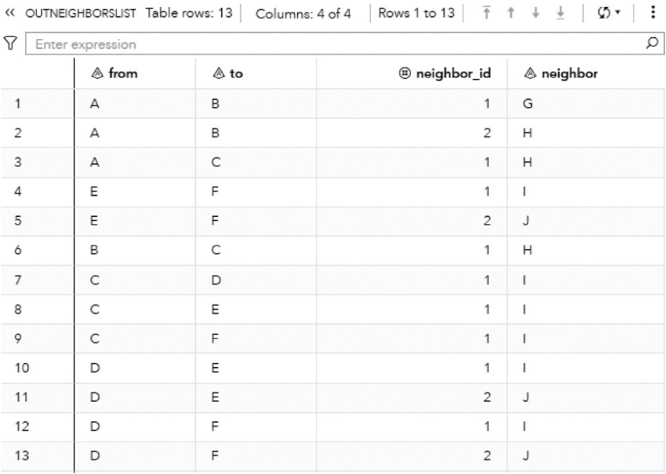 OUTNEIGHBORSLIST Table rows: 13 Columns: 4 of 4 Rows 1 to 13
Enter expression
from to neighbor_id neighbor
1 A B 1 G
2 A B 2 H
3 A C 1 H
4 E F 1 I
5 E F 2 J
6 B C 1 H
7 C D 1 I
8 C E 1 I
9 C F 1 I
10 D E 1 I
11 D E 2 J
12 D F 1 I
13 D F 2 J